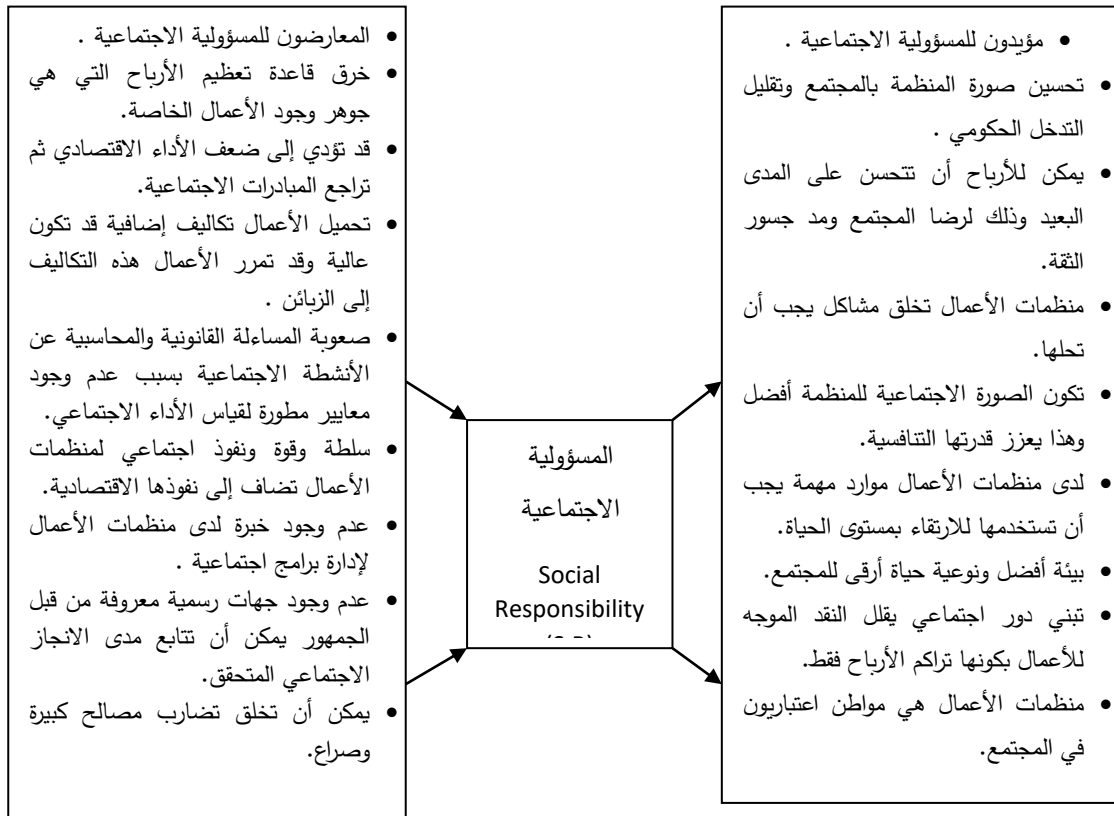 • مؤيدون للمسؤولية الاجتماعية .
• تحسين صورة المنظمة بالمجتمع وتقليل
التدخل الحكومي .
• يمكن للأرباح أن تتحسن على المدى
البعيد وذلك لرضا المجتمع ومد جسور
الثقة.
• منظمات الأعمال تخلق مشاكل يجب أن
تحلها.
• تكون الصورة الاجتماعية للمنظمة أفضل
وهذا يعزز قدرتها التنافسية.
• لدى منظمات الأعمال موارد مهمة يجب
أن تستخدمها للارتقاء بمستوى الحياة.
• بيئة أفضل ونوعية حياة أرقى للمجتمع.
• تبني دور اجتماعي يقلل النقد الموجه
للأعمال بكونها تراكم الأرباح فقط.
• منظمات الأعمال هي مواطن اعتباريون
في المجتمع.
المسؤولية
الاجتماعية
Social
Responsibility
• المعارضون للمسؤولية الاجتماعية .
• خرق قاعدة تعظيم الأرباح التي هي
جوهر وجود الأعمال الخاصة.
• قد تؤدي إلى ضعف الأداء الاقتصادي ثم
تراجع المبادرات الاجتماعية.
• تحميل الأعمال تكاليف إضافية قد تكون
عالية وقد تمرر الأعمال هذه التكاليف
إلى الزبائن .
• صعوبة المساءلة القانونية والمحاسبية عن
الأنشطة الاجتماعية بسبب عدم وجود
معايير مطورة لقياس الأداء الاجتماعي.
• سلطة وقوة ونفوذ اجتماعي لمنظمات
الأعمال تضاف إلى نفوذها الاقتصادية.
• عدم وجود خبرة لدى منظمات الأعمال
لإدارة برامج اجتماعية .
• عدم وجود جهات رسمية معروفة من قبل
الجمهور يمكن أن تتابع مدى الانجاز
الاجتماعي المتحقق.
• يمكن أن تخلق تضارب مصالح كبيرة
وصراع.